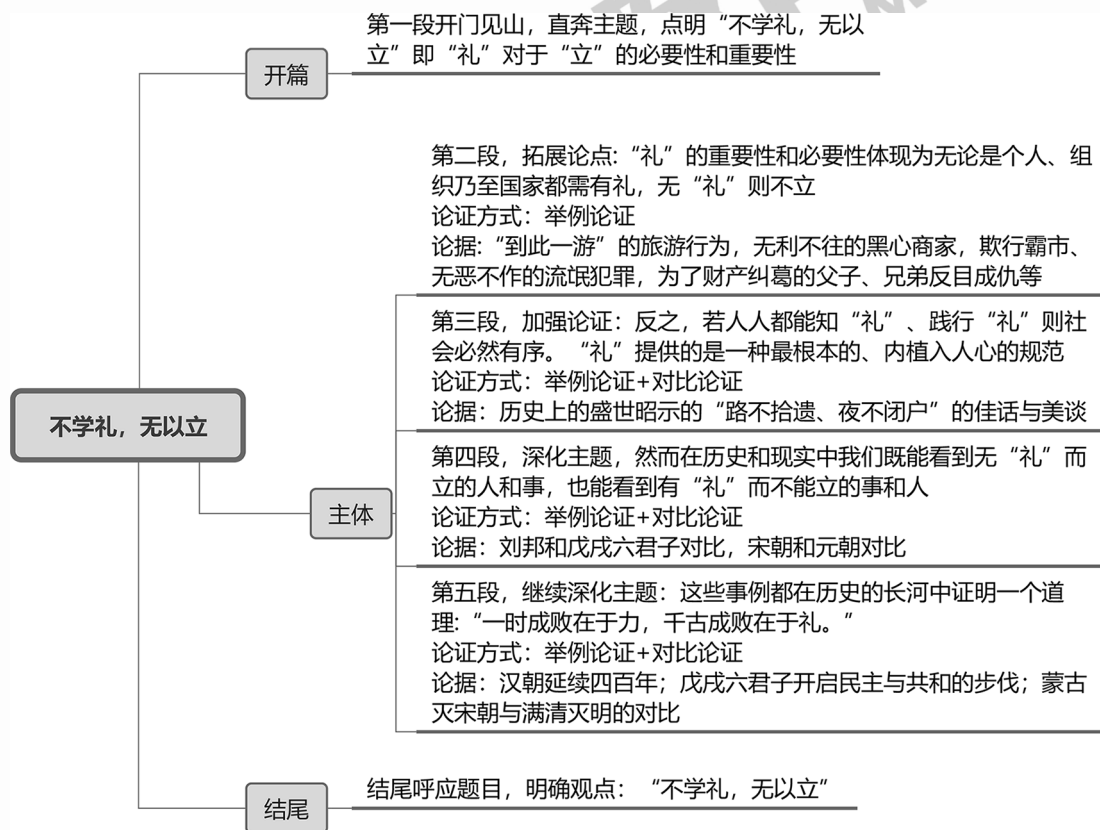 第一段开门见山，直奔主题，点明“不学礼，无以
立”即“礼”对于“立”的必要性和重要性
开篇
第二段，拓展论点：“礼”的重要性和必要性体现为无论是个人、组
织乃至国家都需有礼，无“礼”则不立
论证方式：举例论证
论据：“到此一游”的旅游行为，无利不往的黑心商家，欺行霸市、
无恶不作的流氓犯罪，为了财产纠葛的父子、兄弟反目成仇等
第三段，加强论证：反之，若人人都能知“礼”、践行“礼”则社
会必然有序。“礼”提供的是一种最根本的、内植入人心的规范
论证方式：举例论证+对比论证
论据：历史上的盛世昭示的“路不拾遗、夜不闭户”的佳话与美谈
不学礼，无以立
第四段，深化主题，然而在历史和现实中我们既能看到无“礼”而
立的人和事，也能看到有“礼”而不能立的事和人
主体
论证方式：举例论证+对比论证
论据：刘邦和戊戌六君子对比，宋朝和元朝对比
第五段，继续深化主题：这些事例都在历史的长河中证明一个道
理：“一时成败在于力，千古成败在于礼。”
论证方式：举例论证+对比论证
论据：汉朝延续四百年；戊戌六君子开启民主与共和的步伐；蒙古
灭宋朝与满清灭明的对比
结尾呼应题目，明确观点：“不学礼，无以立”
结尾